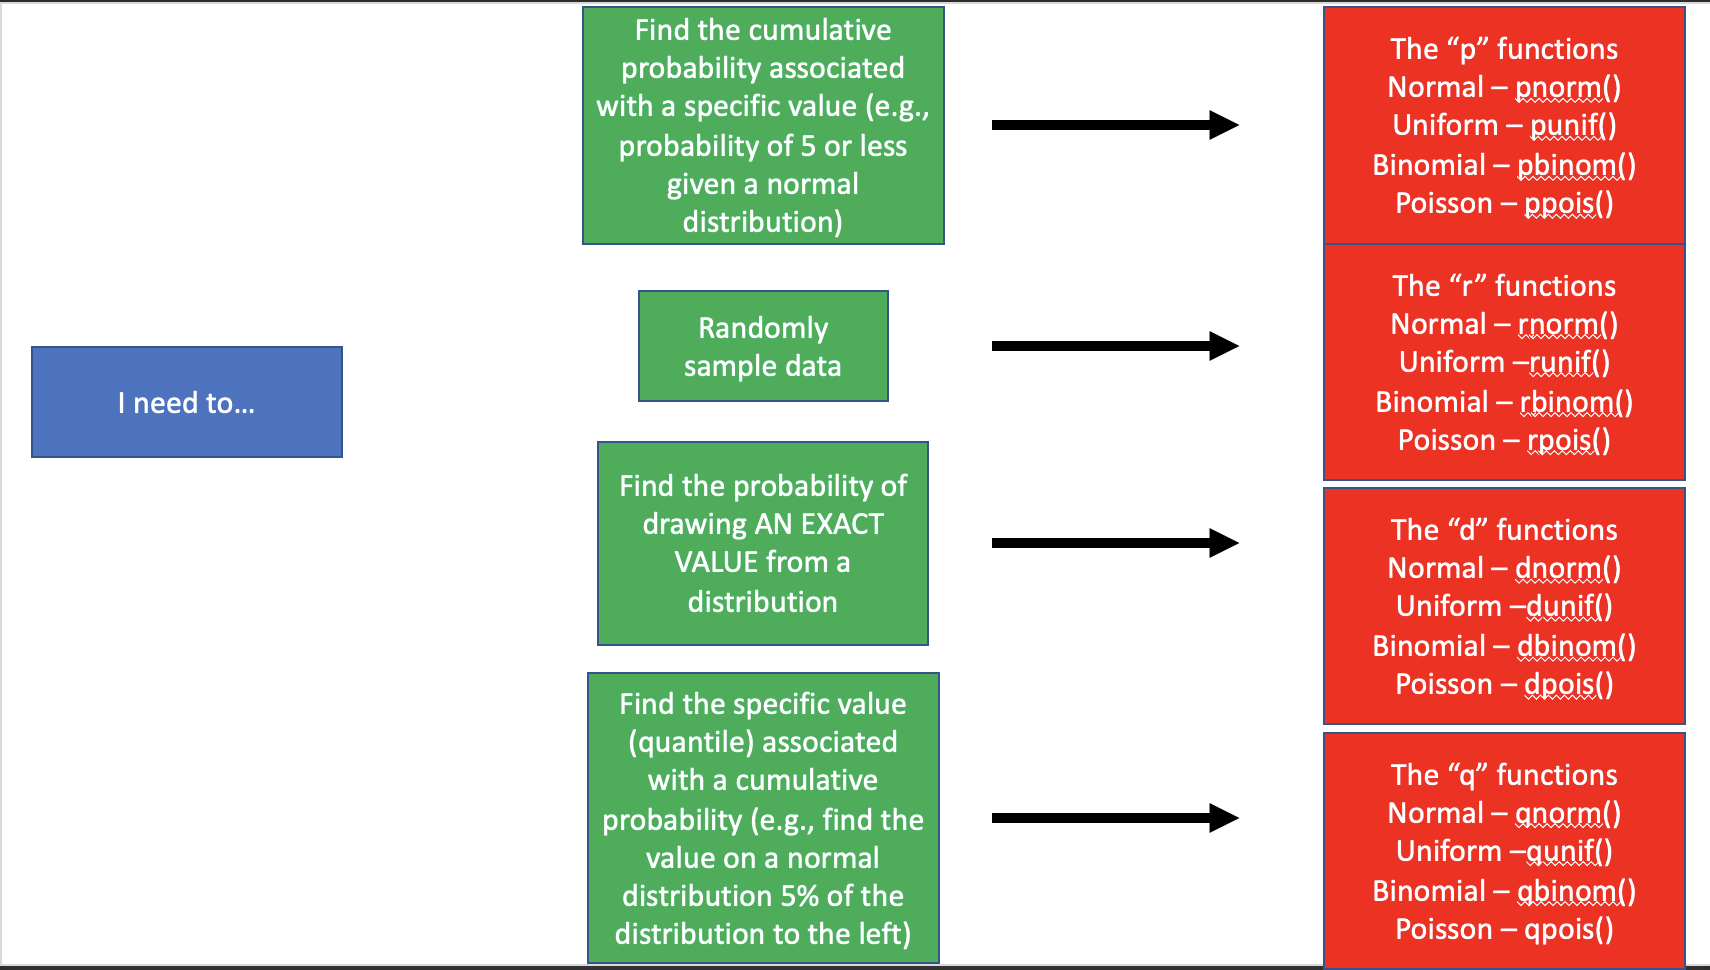 Find the cumulative
probability associated
with a specific value (e.g.,
probability of 5 or less
given a normal
distribution)
The “p” functions
Normal – pnorm()
Uniform – punif()
Binomial – pbinom()
Poisson – ppois()
I need to...
Randomly
sample data
The “r” functions
Normal – rnorm()
Uniform –runif()
Binomial – rbinom()
Poisson – rpois()
Find the probability of
drawing AN EXACT
VALUE from a
distribution
The “d” functions
Normal – dnorm()
Uniform –dunif()
Binomial – dbinom()
Poisson – dpois()
Find the specific value
(quantile) associated
with a cumulative
probability (e.g., find the
value on a normal
distribution 5% of the
distribution to the left)
The “q” functions
Normal – qnorm()
Uniform –qunif()
Binomial – qbinom()
Poisson – qpois()